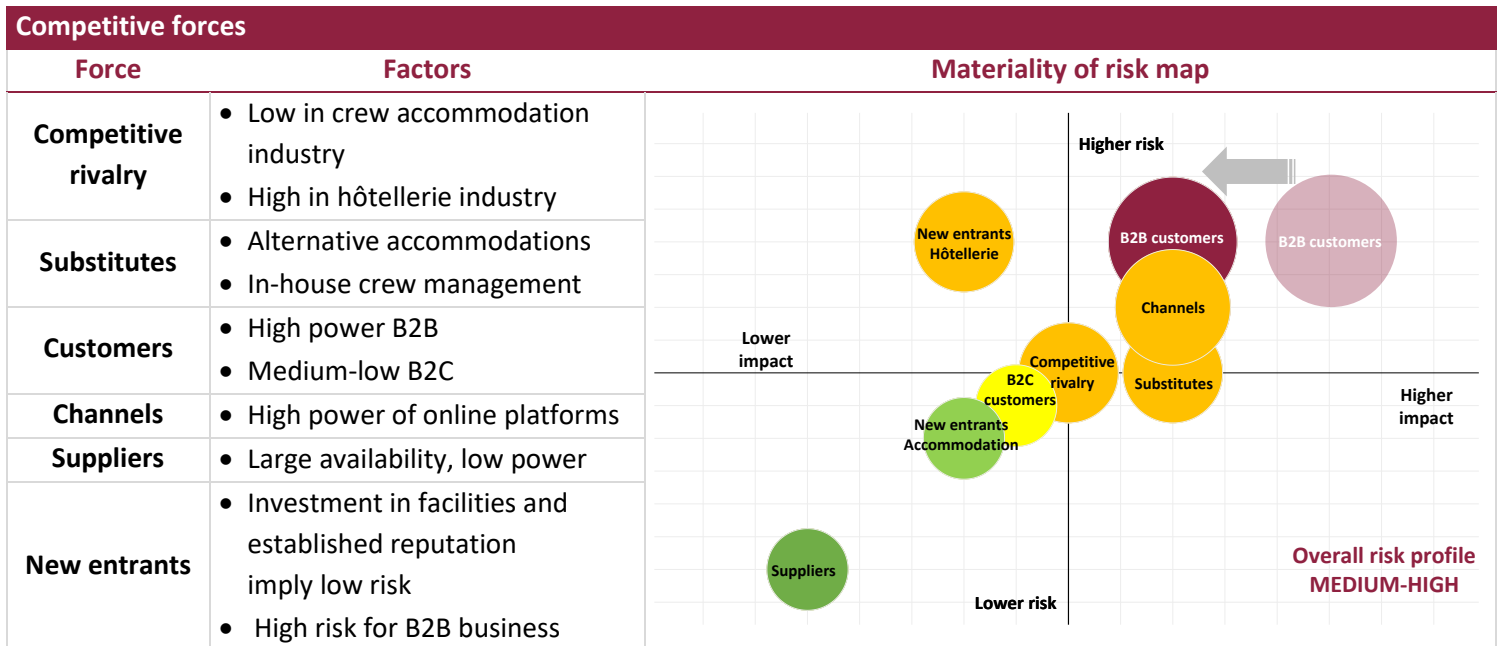 Competitive forces
Force
Factors
Materiality of risk map
Competitive
rivalry
• Low in crew accommodation
industry
• High in hôtellerie industry
Substitutes
• Alternative accommodations
• In-house crew management
Customers
• High power B2B
• Medium-low B2C
Channels
• High power of online platforms
Suppliers
• Large availability, low power
New entrants
• Investment in facilities and
established reputation
imply low risk
• High risk for B2B business
Higher risk
New entrants
Hôtellerie
B2B customers
B2B customers
Channels
Lower
impact
Competitive
rivalry
B2C
customers
Substitutes
Higher
impact
New entrants
Accommodation
Suppliers
Lower risk
Overall risk profile
MEDIUM-HIGH